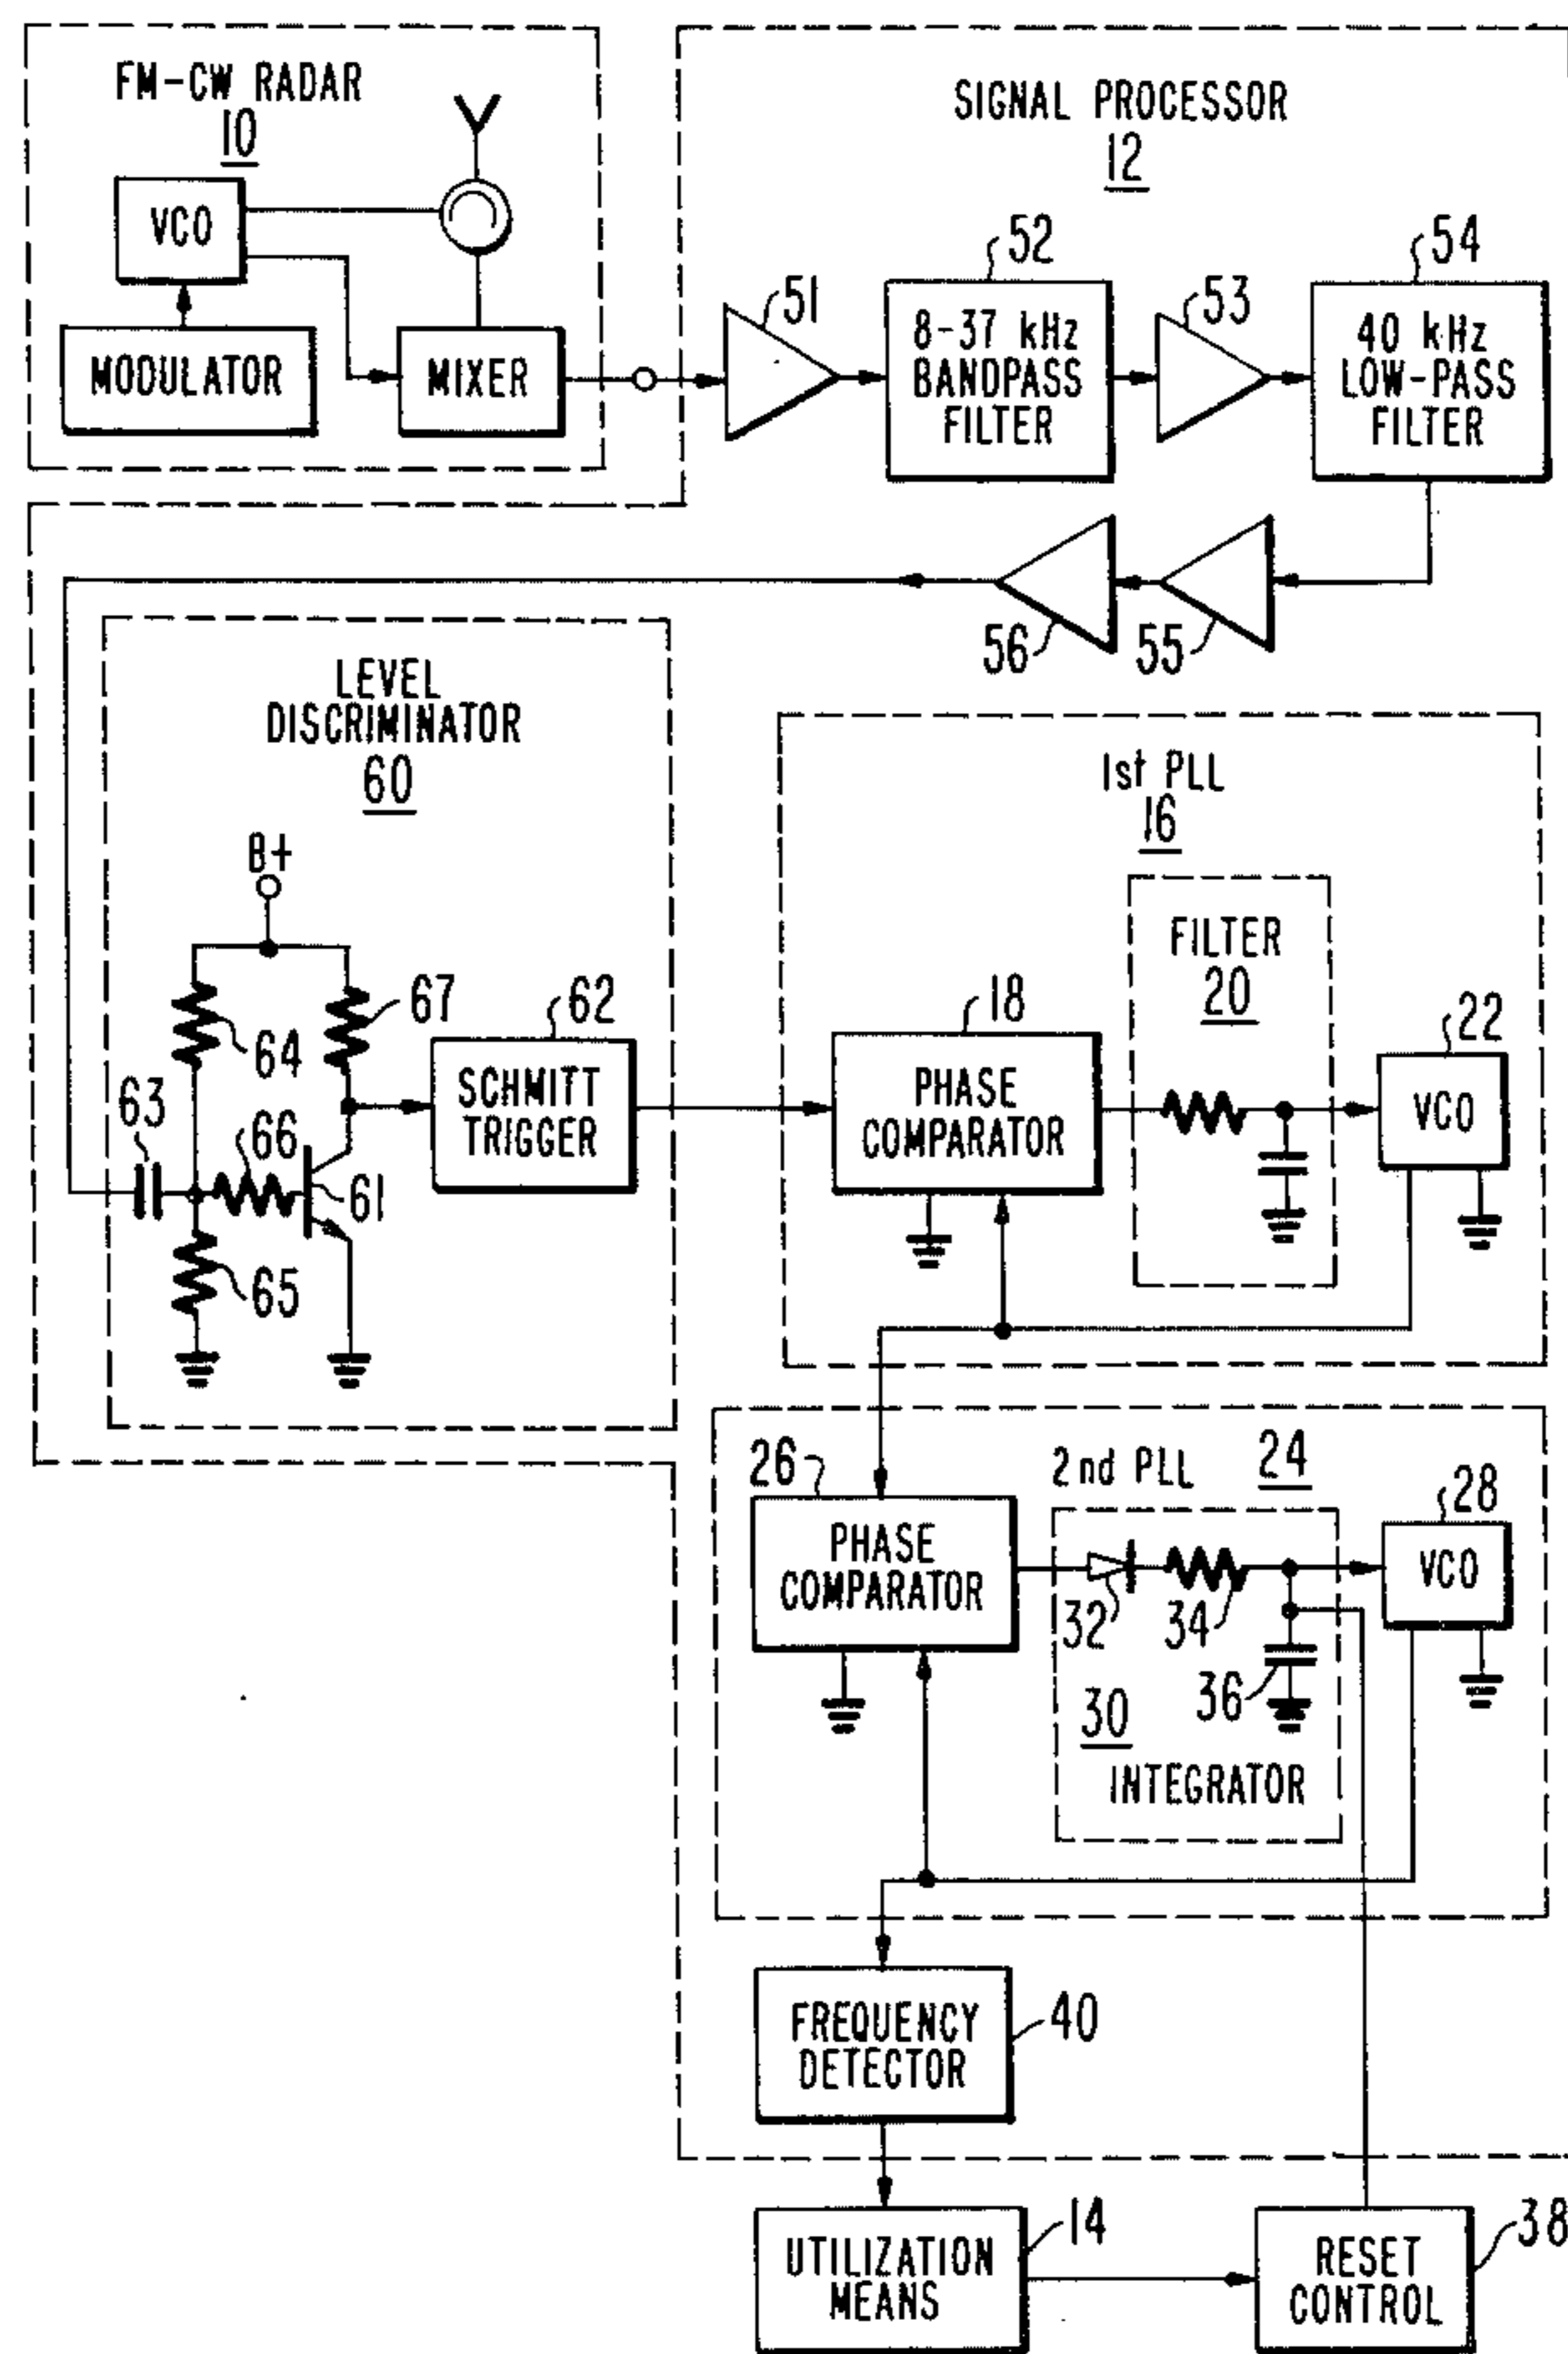 FM-CW RADAR
10
VCO
MODULATOR
MIXER
SIGNAL PROCESSOR
12
51
52
8-37 kHz
BANDPASS
FILTER
53
54
40 kHz
LOW-PASS
FILTER
56
55
LEVEL
DISCRIMINATOR
60
B+
64
67
62
SCHMITT
TRIGGER
63
66
61
65
1st PLL
16
FILTER
20
18
PHASE
COMPARATOR
22
VCO
2nd PLL
24
26
PHASE
COMPARATOR
32
34
36
30
INTEGRATOR
28
VCO
FREQUENCY
DETECTOR
40
UTILIZATION
MEANS
14
RESET
CONTROL
38